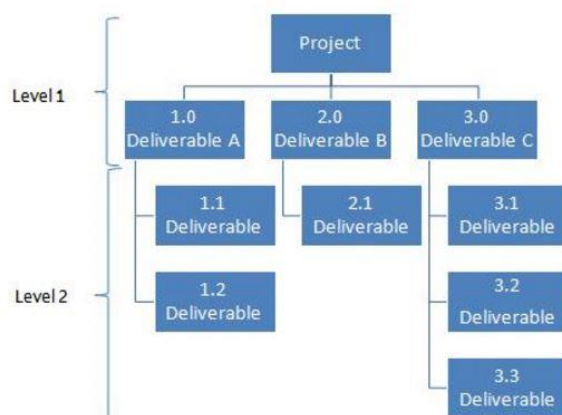 Project
Level 1
1.0
Deliverable A
2.0
Deliverable B
3.0
Deliverable C
1.1
Deliverable
2.1
Deliverable
3.1
Deliverable
Level 2
1.2
Deliverable
3.2
Deliverable
3.3
Deliverable